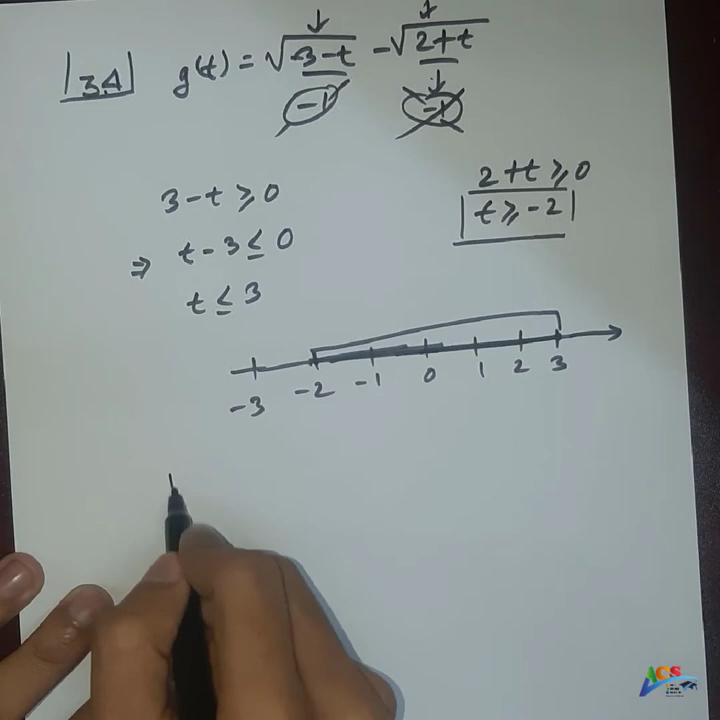 34 g(t) = √3-t - √2+t
-1 -1
3-t ≥ 0
2+t ≥ 0
⇒ t-3 ≤ 0
t ≥ -2
t ≤ 3
-3 -2 -1 0 1 2 3
AOS